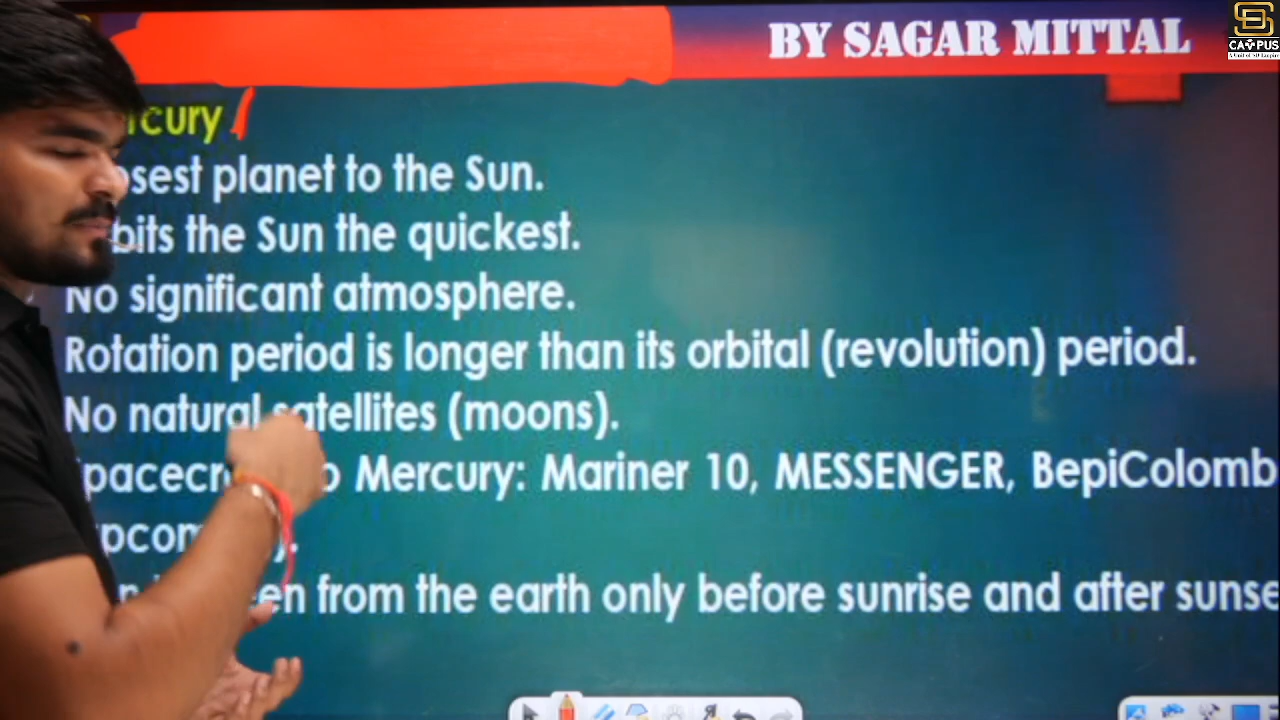 BY SAGAR MITTAL
CAMPUS
rcury
osest planet to the Sun.
bits the Sun the quickest.
No significant atmosphere.
Rotation period is longer than its orbital (revolution) period.
No natural satellites (moons).
pacecr o Mercury: Mariner 10, MESSENGER, BepiColomb
pcom ).
n en from the earth only before sunrise and after sunse